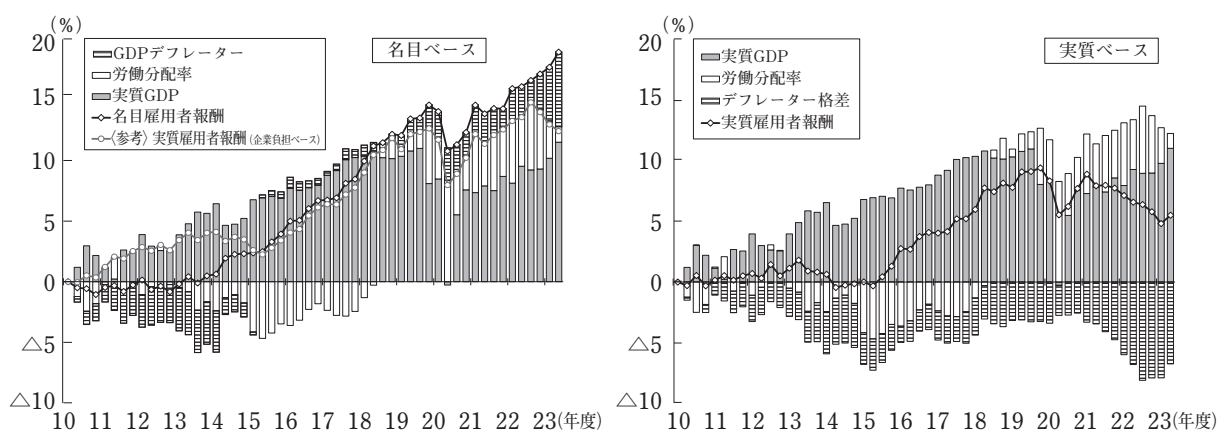 (%)
20
15
10
5
0
△5
△10
10 11 12 13 14 15 16 17 18 19 20 21 22 23(年度)
GDPデフレーター
労働分配率
実質GDP
名目雇用者報酬
〈参考〉実質雇用者報酬(企業負担ベース)
名目ベース
(%)
20
15
10
5
0
△5
△10
10 11 12 13 14 15 16 17 18 19 20 21 22 23(年度)
実質GDP
労働分配率
デフレーター格差
実質雇用者報酬
実質ベース